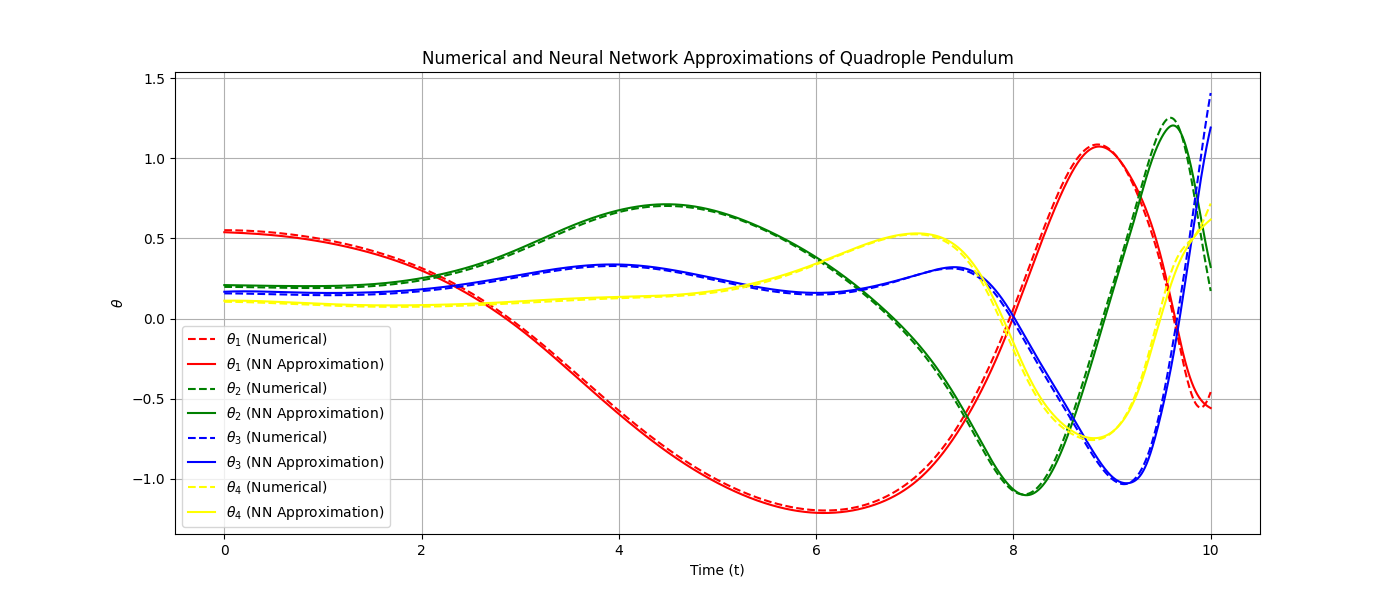 Numerical and Neural Network Approximations of Quadrople Pendulum
1.5
1.0
0.5
0.0
−0.5
−1.0
θ
θ₁ (Numerical)
θ₁ (NN Approximation)
θ₂ (Numerical)
θ₂ (NN Approximation)
θ₃ (Numerical)
θ₃ (NN Approximation)
θ₄ (Numerical)
θ₄ (NN Approximation)
0 2 4 6 8 10
Time (t)